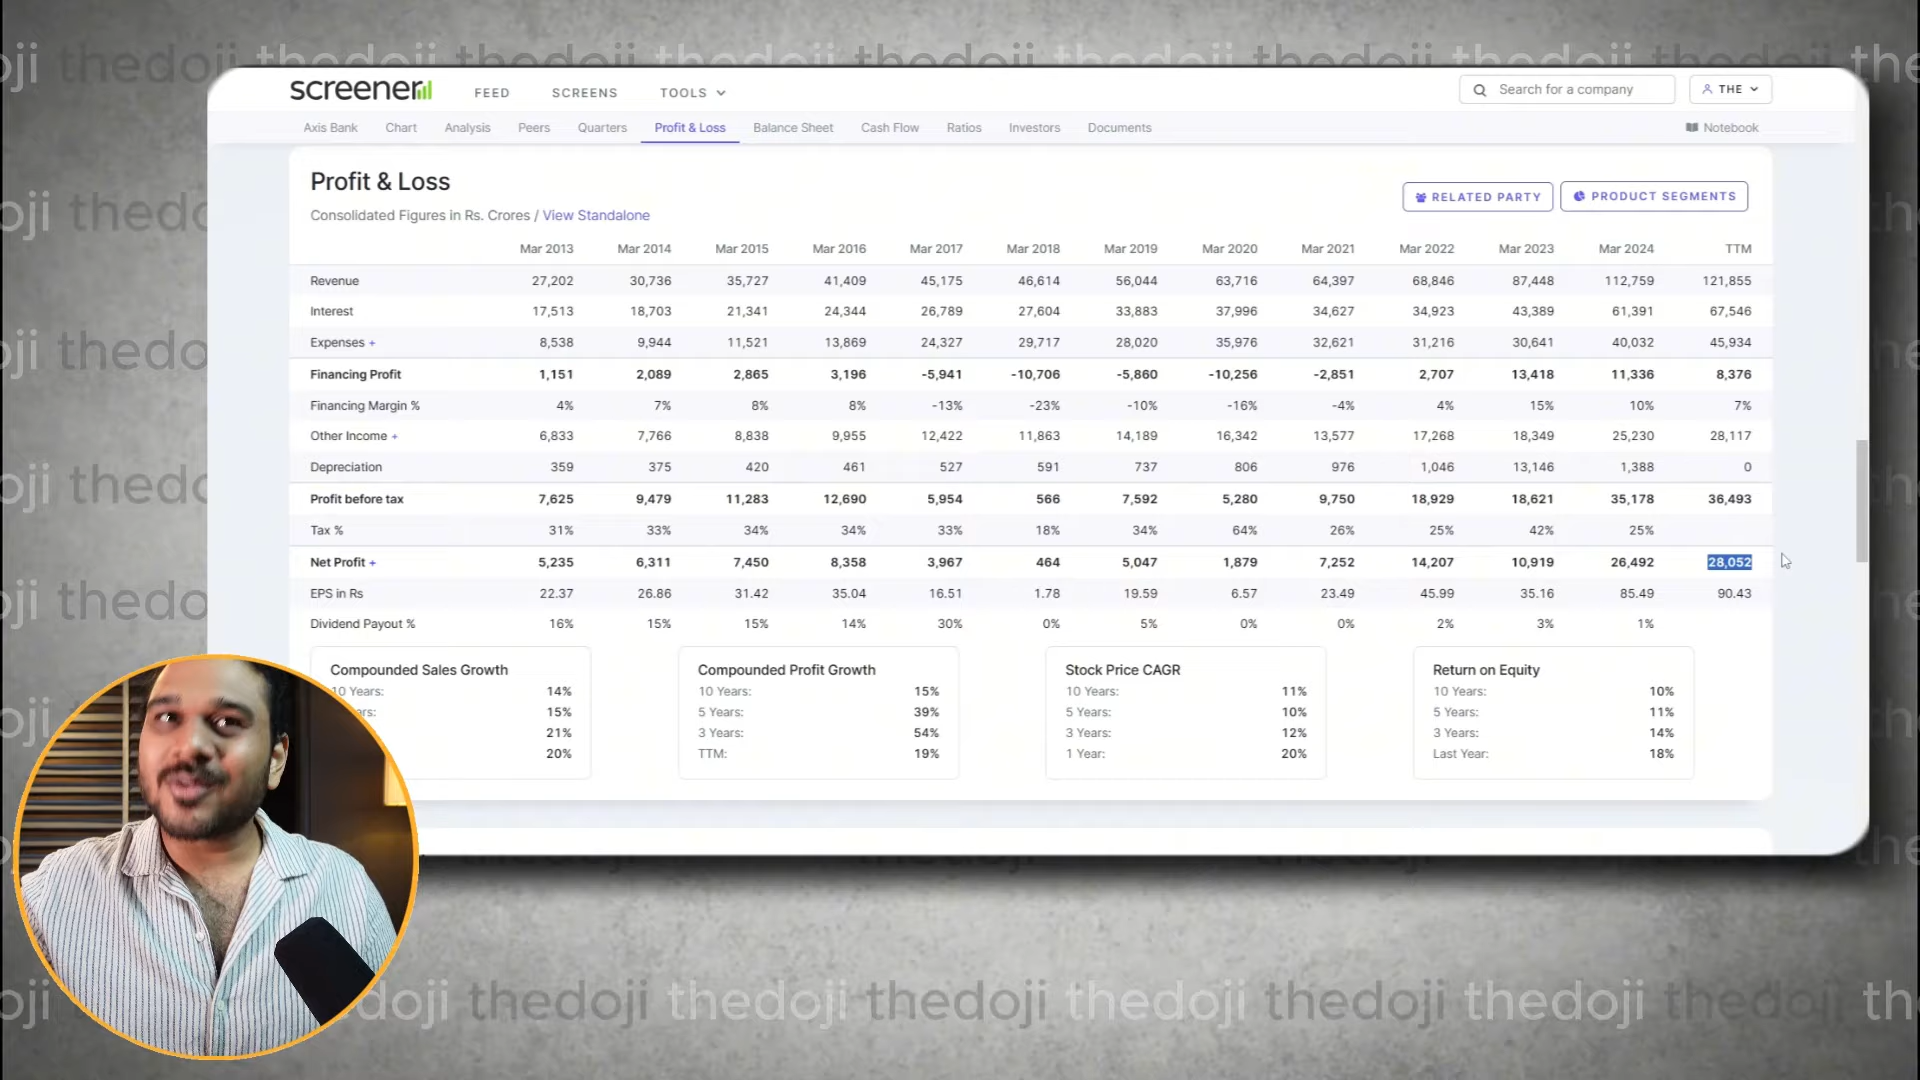 screener FEED SCREENS TOOLS Search for a company THE
Axis Bank Chart Analysis Peers Quarters Profit & Loss Balance Sheet Cash Flow Ratios Investors Documents Notebook
Profit & Loss
Consolidated Figures in Rs. Crores / View Standalone
RELATED PARTY PRODUCT SEGMENTS
Mar 2013 Mar 2014 Mar 2015 Mar 2016 Mar 2017 Mar 2018 Mar 2019 Mar 2020 Mar 2021 Mar 2022 Mar 2023 Mar 2024 TTM
Revenue 27,202 30,736 35,727 41,409 45,175 46,614 56,044 63,716 64,397 68,846 87,448 112,759 121,855
Interest 17,513 18,703 21,341 24,344 26,789 27,604 33,883 37,996 34,627 34,923 43,389 61,391 67,546
Expenses + 8,538 9,944 11,521 13,869 24,327 29,717 28,020 35,976 32,621 31,216 30,641 40,032 45,934
Financing Profit 1,151 2,089 2,865 3,196 -5,941 -10,706 -5,860 -10,256 -2,851 2,707 13,418 11,336 8,376
Financing Margin % 4% 7% 8% 8% -13% -23% -10% -16% -4% 4% 15% 10% 7%
Other Income + 6,833 7,766 8,838 9,955 12,422 11,863 14,189 16,342 13,577 17,268 18,349 25,230 28,117
Depreciation 359 375 420 461 527 591 737 806 976 1,046 13,146 1,388 0
Profit before tax 7,625 9,479 11,283 12,690 5,954 566 7,592 5,280 9,750 18,929 18,621 35,178 36,493
Tax % 31% 33% 34% 34% 33% 18% 34% 64% 26% 25% 42% 25%
Net Profit + 5,235 6,311 7,450 8,358 3,967 464 5,047 1,879 7,252 14,207 10,919 26,492 28,052
EPS in Rs 22.37 26.86 31.42 35.04 16.51 1.78 19.59 6.57 23.49 45.99 35.16 85.49 90.43
Dividend Payout % 16% 15% 15% 14% 30% 0% 5% 0% 0% 2% 3% 1%
Compounded Sales Growth
10 Years: 14%
ars: 15%
21%
20%
Compounded Profit Growth
10 Years: 15%
5 Years: 39%
3 Years: 54%
TTM: 19%
Stock Price CAGR
10 Years: 11%
5 Years: 10%
3 Years: 12%
1 Year: 20%
Return on Equity
10 Years: 10%
5 Years: 11%
3 Years: 14%
Last Year: 18%
doji thedoji thedoji thedoji thedoji thedoji thedoji th